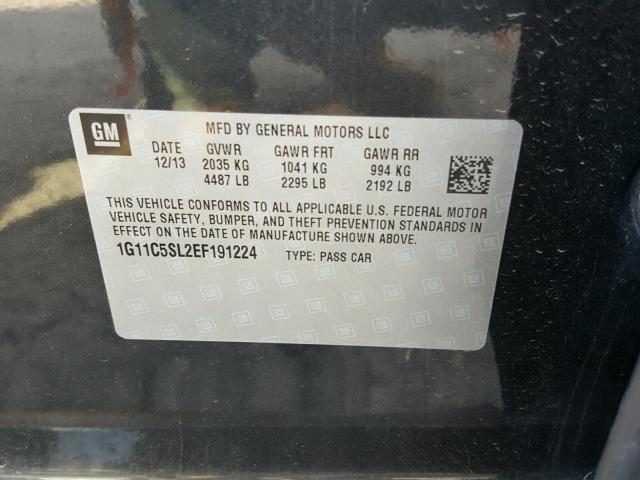 GM
MFD BY GENERAL MOTORS LLC
DATE GVWR GAWR FRT GAWR RR
12/13 2035 KG 1041 KG 994 KG
4487 LB 2295 LB 2192 LB
THIS VEHICLE CONFORMS TO ALL APPLICABLE U.S. FEDERAL MOTOR
VEHICLE SAFETY, BUMPER, AND THEFT PREVENTION STANDARDS IN
EFFECT ON THE DATE OF MANUFACTURE SHOWN ABOVE.
1G11C5SL2EF191224 TYPE: PASS CAR